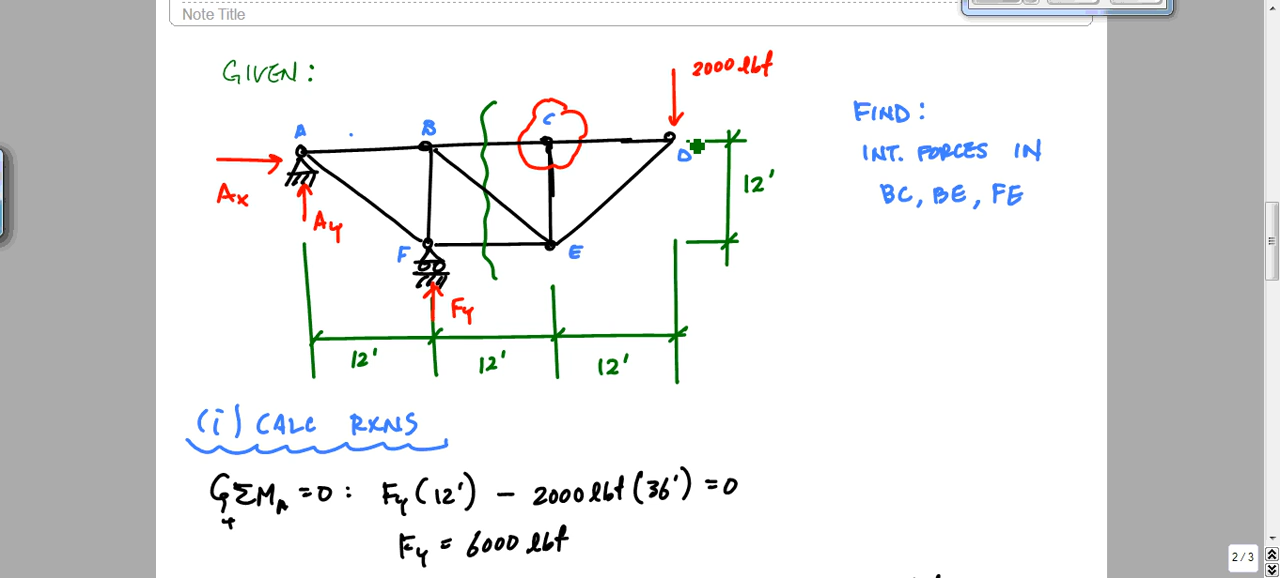 Note Title
GIVEN:
2000 lbf
A
B
C
D
FIND:
INT. FORCES IN
BC, BE, FE
12'
Ax
Ay
F
E
Fy
12'
12'
12'
(i) CALC RXNS
+ ΣM_A = 0 : Fy (12') - 2000 lbf (36') = 0
Fy = 6000 lbf
2 / 3